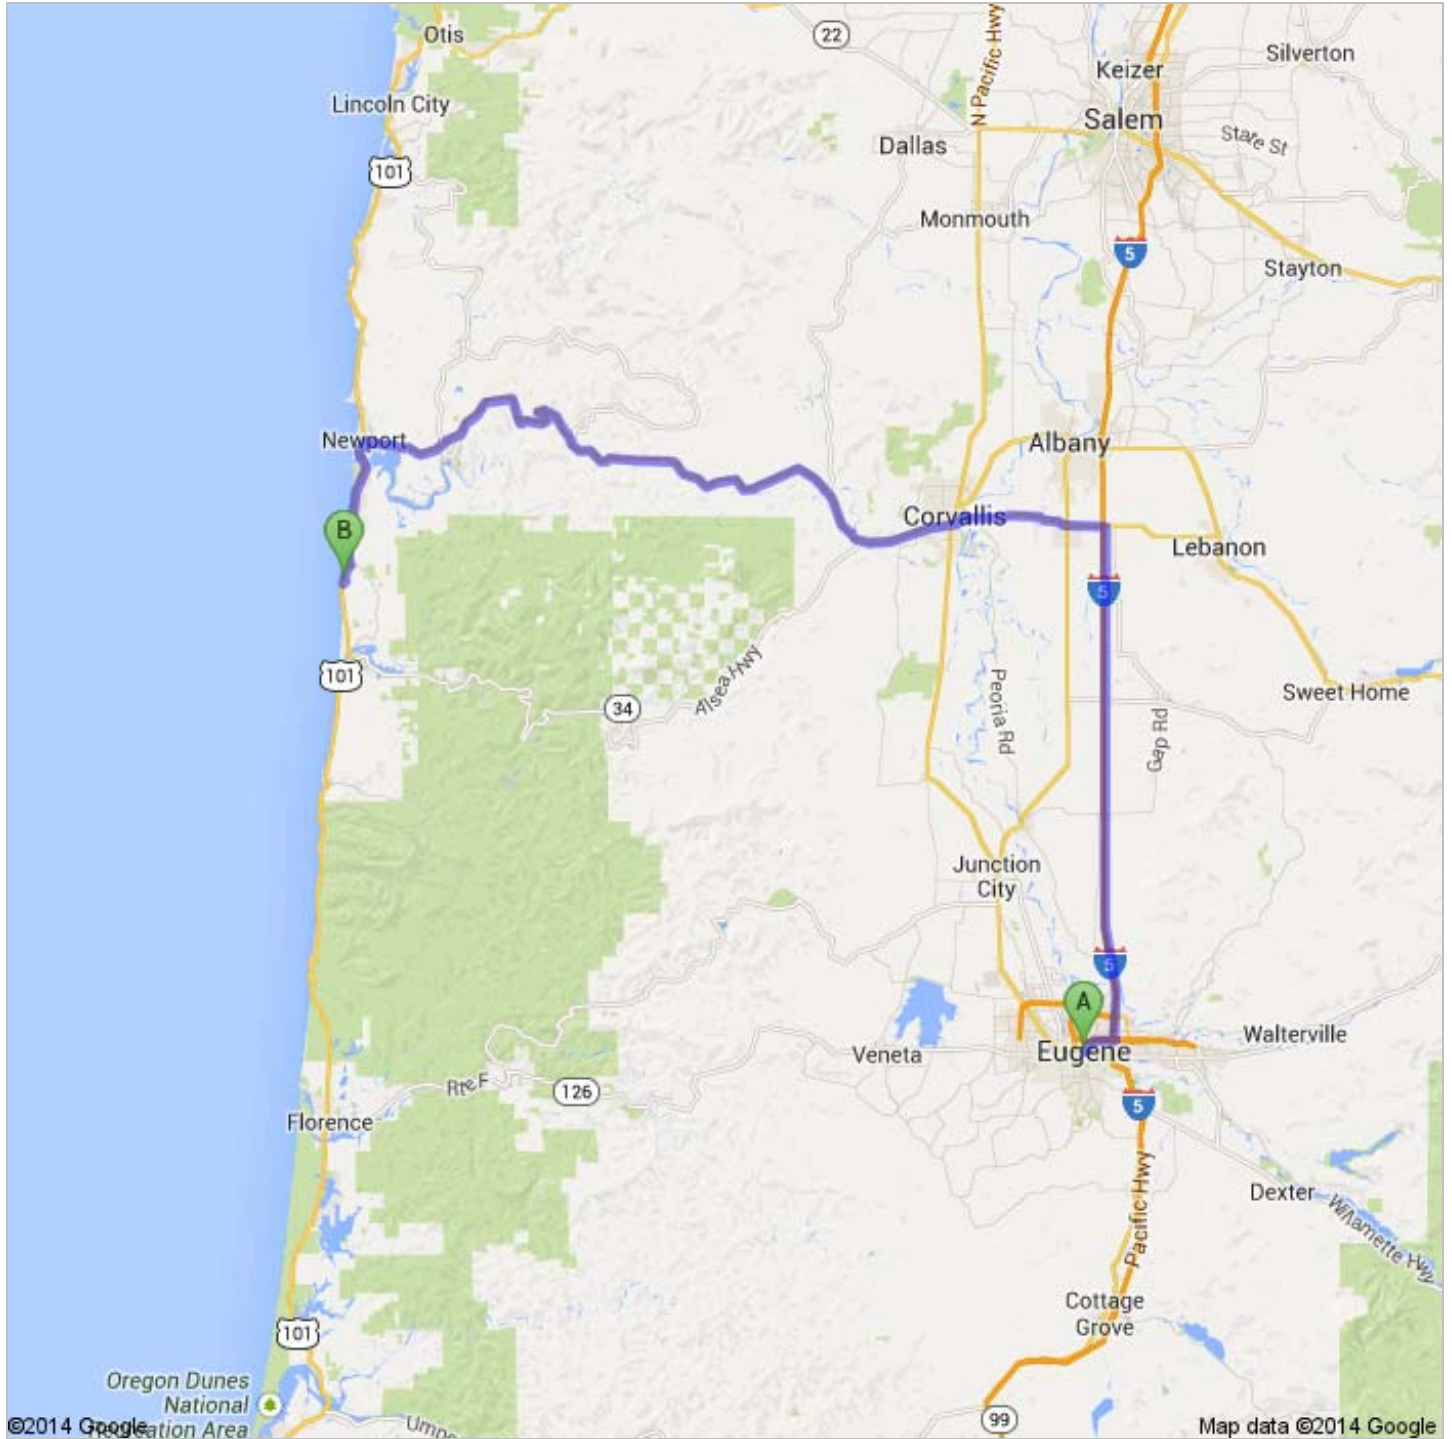 Otis
22
Keizer
Silverton
Lincoln City
N Pacific Hwy
Salem
State St
Dallas
101
Monmouth
5
Stayton
Newport
Albany
B
Corvallis
Lebanon
5
101
34
Alsea Hwy
Peoria Rd
Gap Rd
Sweet Home
Junction
City
5
A
Walterville
Veneta
Eugene
Rte F
126
5
Florence
Pacific Hwy
Dexter
Willamette Hwy
Cottage
Grove
101
Oregon Dunes
National
Recreation Area
99
©2014 Google
Map data ©2014 Google